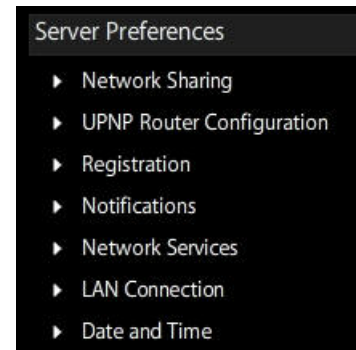 Server Preferences
Network Sharing
UPNP Router Configuration
Registration
Notifications
Network Services
LAN Connection
Date and Time